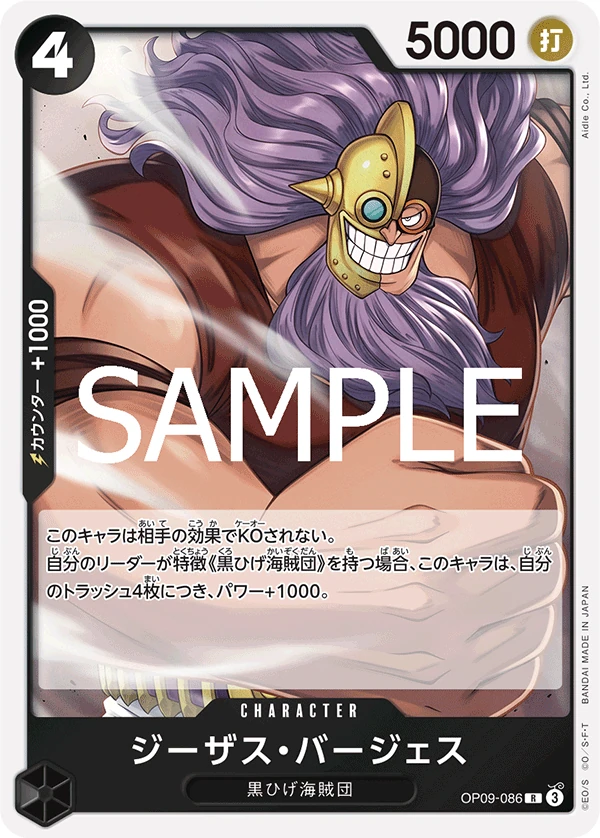 4
5000 打
Aidle Co., Ltd.
カウンター +1000
SAMPLE
このキャラは相手の効果でKOされない。
自分のリーダーが特徴《黒ひげ海賊団》を持つ場合、このキャラは、自分
のトラッシュ4枚につき、パワー+1000。
CHARACTER
ジーザス・バージェス
黒ひげ海賊団
OP09-086 R 3
©E.O/S ©O/S・F・T BANDAI MADE IN JAPAN